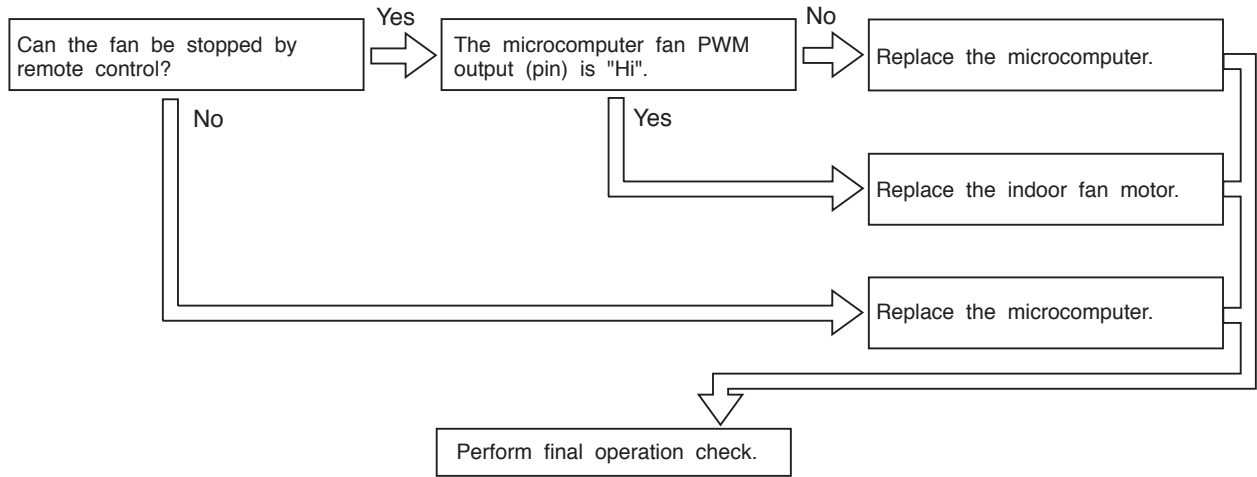 Can the fan be stopped by
remote control?
Yes
The microcomputer fan PWM
output (pin) is "Hi".
No
Replace the microcomputer.
No
Yes
Replace the indoor fan motor.
Replace the microcomputer.
Perform final operation check.